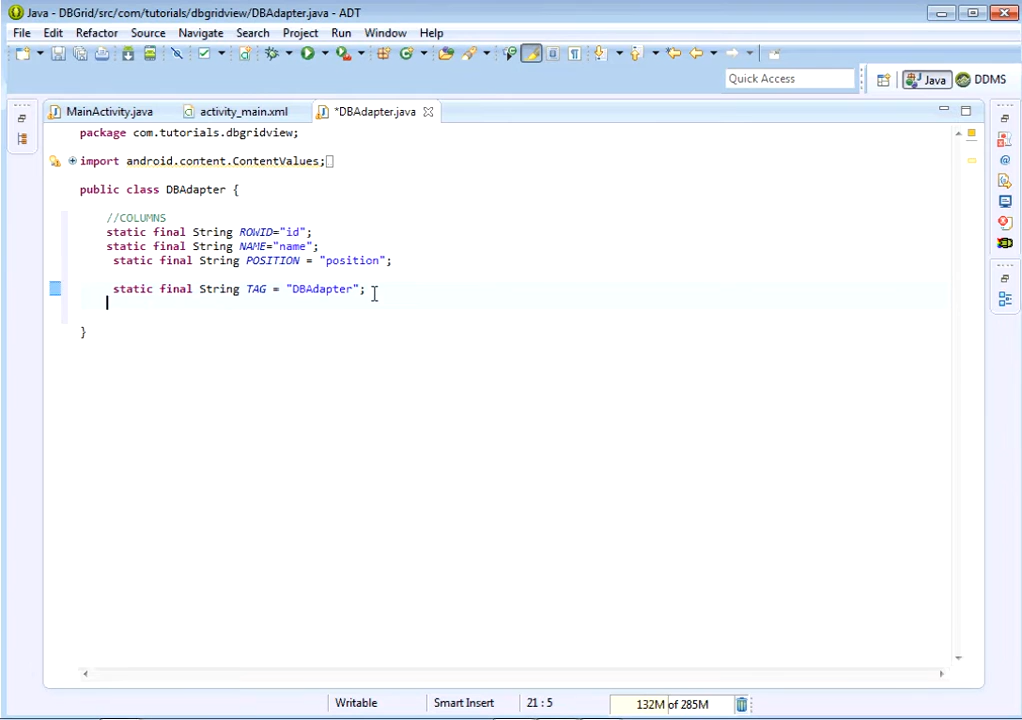 Java - DBGrid/src/com/tutorials/dbgridview/DBAdapter.java - ADT
File Edit Refactor Source Navigate Search Project Run Window Help
Quick Access
Java
DDMS
MainActivity.java
activity_main.xml
*DBAdapter.java
package com.tutorials.dbgridview;
import android.content.ContentValues;
public class DBAdapter {
//COLUMNS
static final String ROWID="id";
static final String NAME="name";
static final String POSITION = "position";
static final String TAG = "DBAdapter";
}
Writable
Smart Insert
21 : 5
132M of 285M